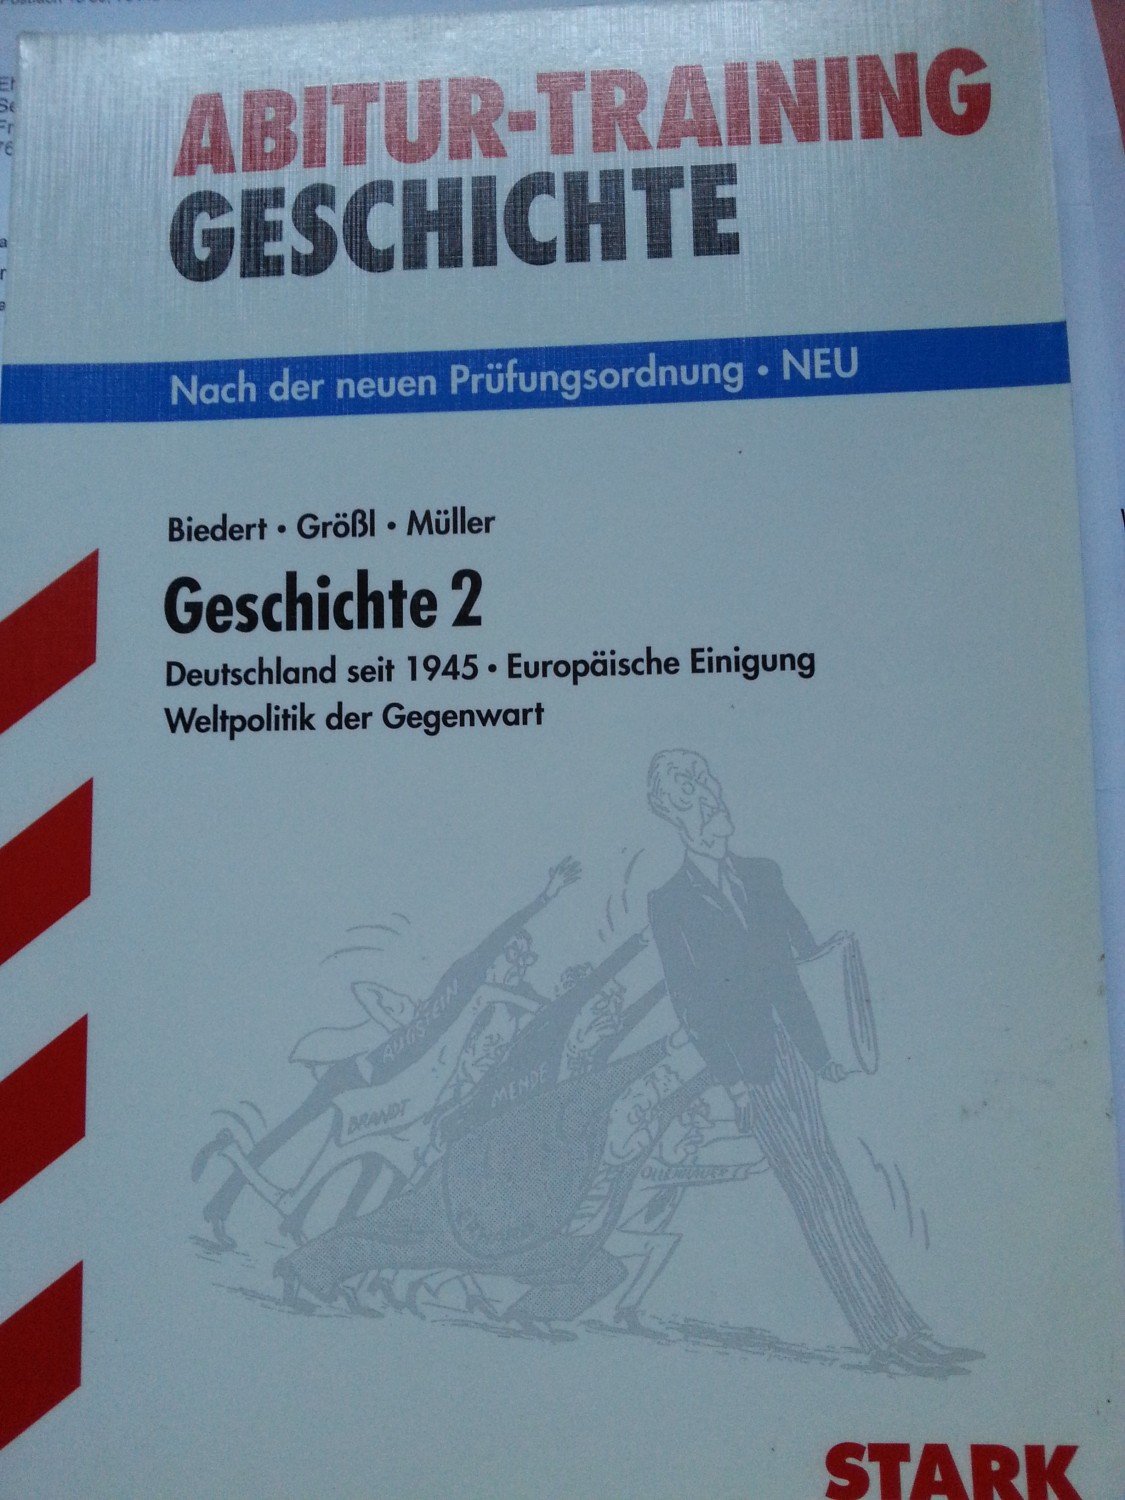 ABITUR-TRAINING
GESCHICHTE
Nach der neuen Prüfungsordnung • NEU
Biedert • Größl • Müller
Geschichte 2
Deutschland seit 1945 • Europäische Einigung
Weltpolitik der Gegenwart
AUGSTEIN
BRANDT
MENDE
STARK